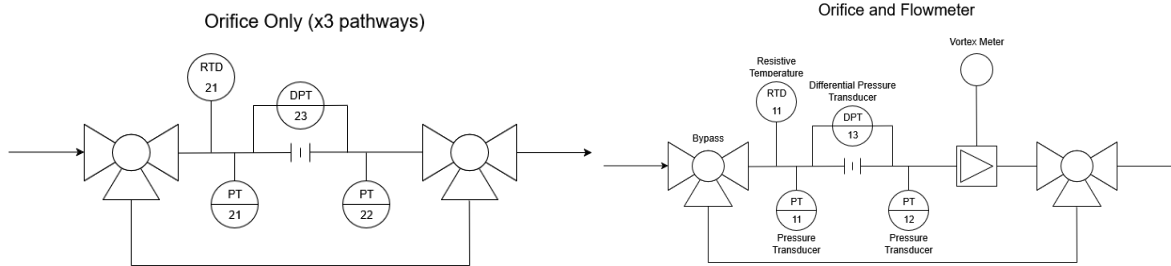 Orifice Only (x3 pathways)
RTD
21
DPT
23
PT
21
PT
22
Orifice and Flowmeter
Vortex Meter
Resistive
Temperature
RTD
11
Differential Pressure
Transducer
DPT
13
Bypass
PT
11
Pressure
Transducer
PT
12
Pressure
Transducer